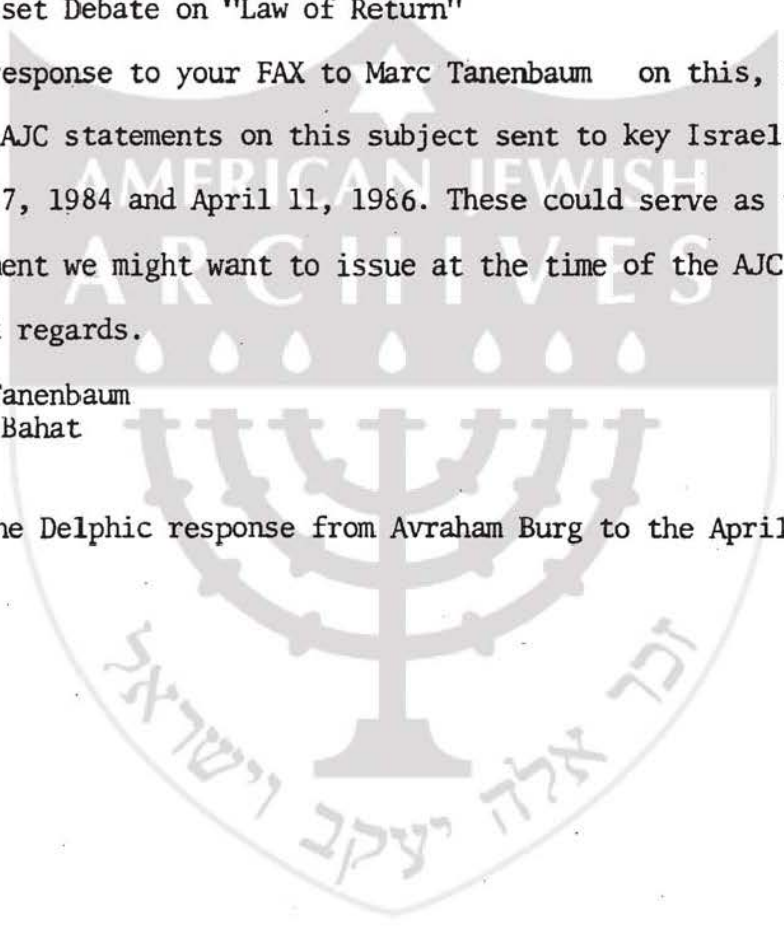 set Debate on "Law of Return"
esponse to your FAX to Marc Tanenbaum on this,
AJC statements on this subject sent to key Israel
AMERICAN JEWISH
7, 1984 and April 11, 1986. These could serve as
ARCHIVES
ent we might want to issue at the time of the AJC
regards.
anenbaum
Bahat
e Delphic response from Avraham Burg to the April
זכר אלה יעקב וישראל